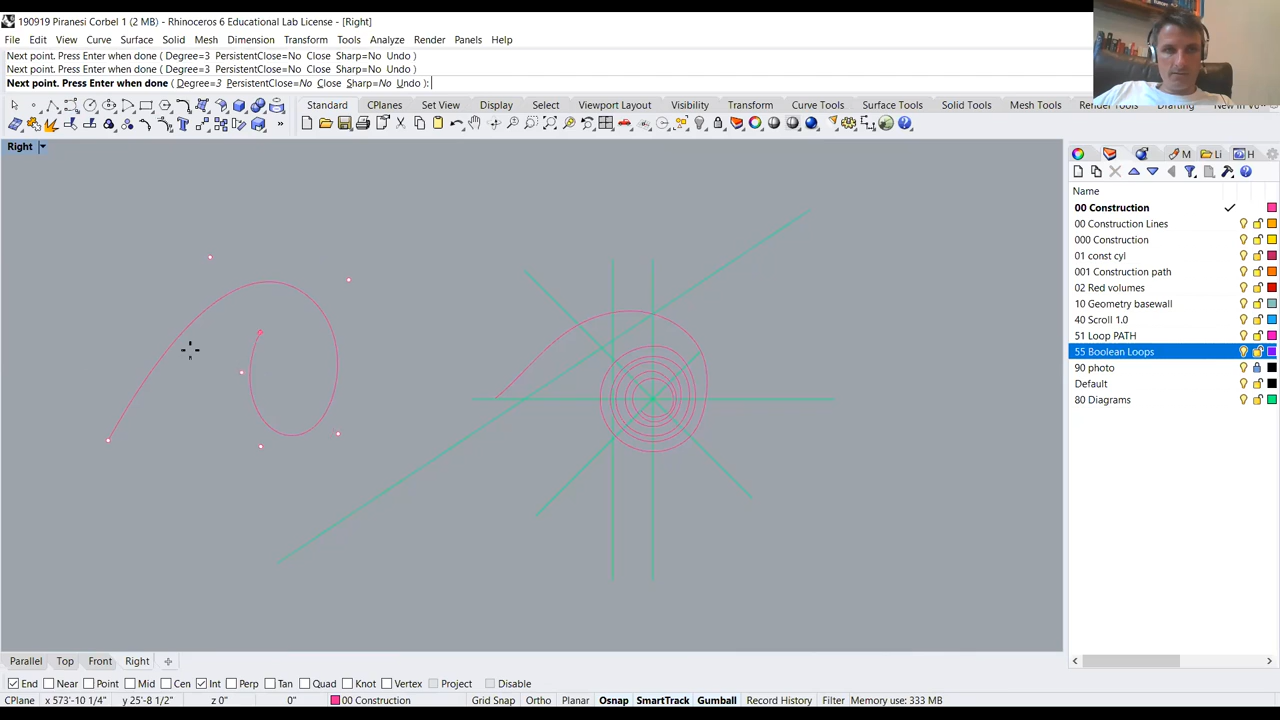 190919 Piranesi Corbel 1 (2 MB) - Rhinoceros 6 Educational Lab License - [Right]
File Edit View Curve Surface Solid Mesh Dimension Transform Tools Analyze Render Panels Help
Next point. Press Enter when done ( Degree=3 PersistentClose=No Close Sharp=No Undo )
Next point. Press Enter when done ( Degree=3 PersistentClose=No Close Sharp=No Undo )
Next point. Press Enter when done ( Degree=3 PersistentClose=No Close Sharp=No Undo ):
Standard CPlanes Set View Display Select Viewport Layout Visibility Transform Curve Tools Surface Tools Solid Tools Mesh Tools Render Tools Drafting New in V6
Right
M Li H
Name
00 Construction
00 Construction Lines
000 Construction
01 const cyl
001 Construction path
02 Red volumes
10 Geometry basewall
40 Scroll 1.0
51 Loop PATH
55 Boolean Loops
90 photo
Default
80 Diagrams
Parallel Top Front Right
End Near Point Mid Cen Int Perp Tan Quad Knot Vertex Project Disable
CPlane x 573'-10 1/4" y 25'-8 1/2" z 0" 0" 00 Construction Grid Snap Ortho Planar Osnap SmartTrack Gumball Record History Filter Memory use: 333 MB